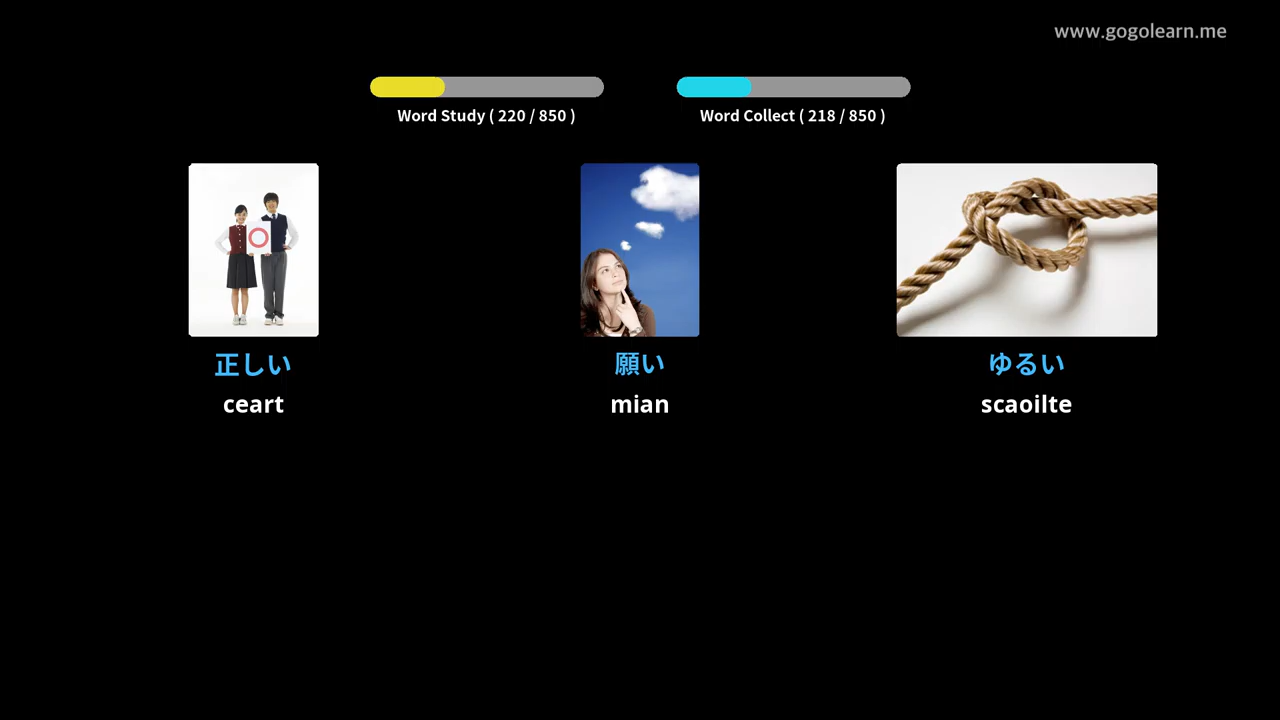 www.gogolearn.me
Word Study ( 220 / 850 )
Word Collect ( 218 / 850 )
正しい
願い
ゆるい
ceart
mian
scaoilte